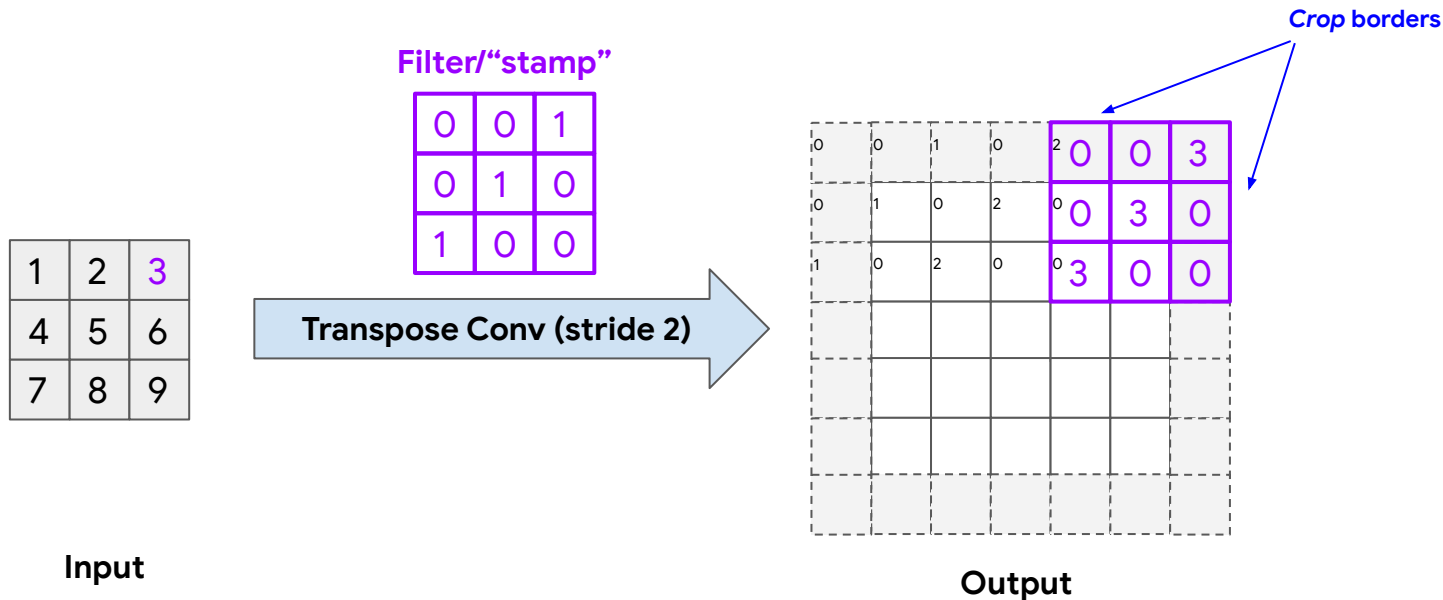 Crop borders
Filter/“stamp”
0 0 1
0 1 0
1 0 0
1 2 3
4 5 6
7 8 9
Transpose Conv (stride 2)
0 0 1 0 2 0 0 3
0 1 0 2 0 0 3 0
1 0 2 0 0 3 0 0
Input
Output